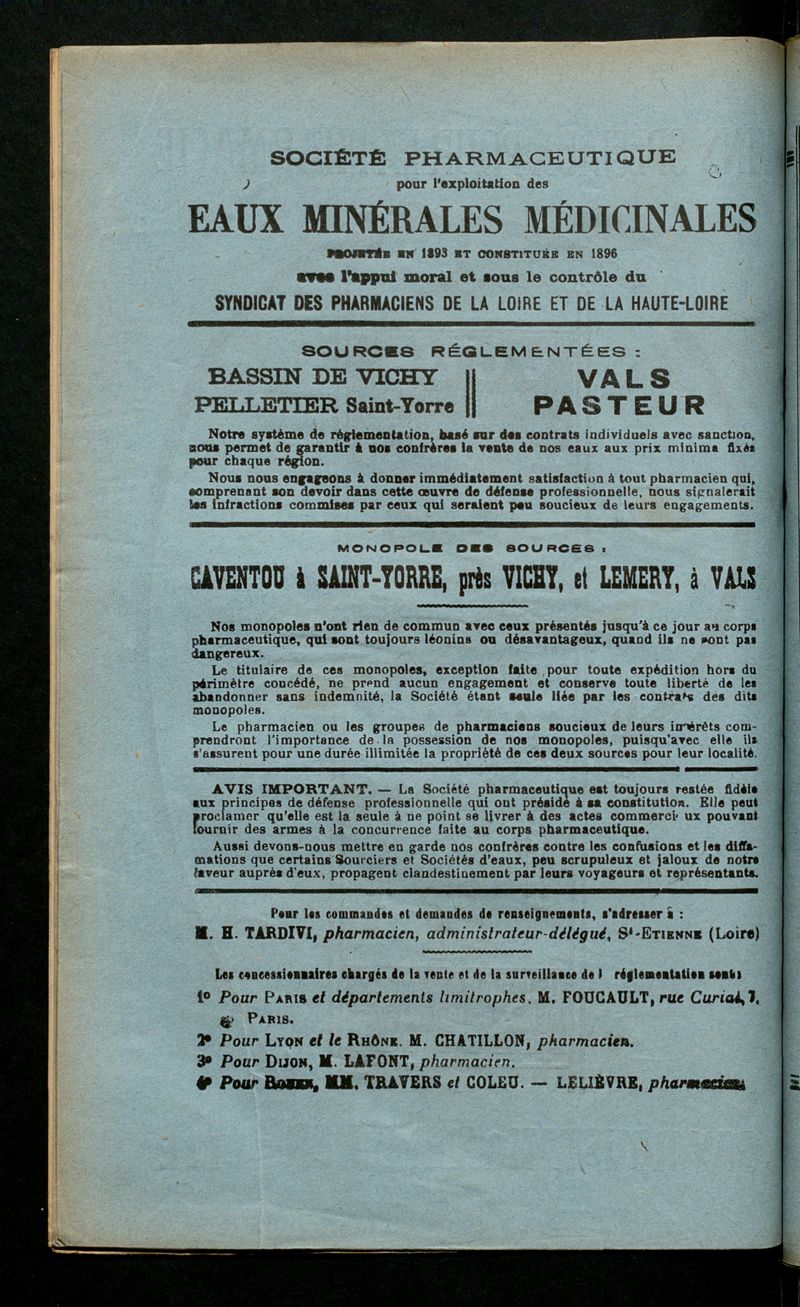 SOCIÉTÉ PHARMACEUTIQUE
pour l'exploitation des
EAUX MINÉRALES MÉDICINALES
PROJETÉE EN 1893 ET CONSTITUÉE EN 1896
avec l'appui moral et sous le contrôle du
SYNDICAT DES PHARMACIENS DE LA LOIRE ET DE LA HAUTE-LOIRE
SOURCES RÉGLEMENTÉES :
BASSIN DE VICHY
PELLETIER Saint-Yorre
VALS
PASTEUR
Notre système de réglementation, basé sur des contrats individuels avec sanction,
nous permet de garantir à nos confrères la vente de nos eaux aux prix minima fixés
pour chaque région.
Nous nous engageons à donner immédiatement satisfaction à tout pharmacien qui,
comprenant son devoir dans cette œuvre de défense professionnelle, nous signalerait
les infractions commises par ceux qui seraient peu soucieux de leurs engagements.
MONOPOLE DES SOURCES :
CAVENTOU à SAINT-YORRE, près VICHY, et LEMERY, à VALS
Nos monopoles n'ont rien de commun avec ceux présentés jusqu'à ce jour au corps
pharmaceutique, qui sont toujours léonins ou désavantageux, quand ils ne sont pas
dangereux.
Le titulaire de ces monopoles, exception faite pour toute expédition hors du
périmètre concédé, ne prend aucun engagement et conserve toute liberté de les
abandonner sans indemnité, la Société étant seule liée par les contrats des dits
monopoles.
Le pharmacien ou les groupes de pharmaciens soucieux de leurs intérêts com-
prendront l'importance de la possession de nos monopoles, puisqu'avec elle ils
s'assurent pour une durée illimitée la propriété de ces deux sources pour leur localité.
AVIS IMPORTANT. — La Société pharmaceutique est toujours restée fidèle
aux principes de défense professionnelle qui ont présidé à sa constitution. Elle peut
proclamer qu'elle est la seule à ne point se livrer à des actes commerci ux pouvant
fournir des armes à la concurrence faite au corps pharmaceutique.
Aussi devons-nous mettre en garde nos confrères contre les confusions et les diffa-
mations que certains Sourciers et Sociétés d'eaux, peu scrupuleux et jaloux de notre
faveur auprès d'eux, propagent clandestinement par leurs voyageurs et représentants.
Pour les commandes et demandes de renseignements, s'adresser à :
M. H. TARDIVI, pharmacien, administrateur-délégué, St-ETIENNE (Loire)
Les concessionnaires chargés de la vente et de la surveillance de l réglementation sont :
1° Pour PARIS et départements limitrophes. M. FOUCAULT, rue Curial, 7,
à PARIS.
2° Pour LYON et le RHÔNE. M. CHATILLON, pharmacien.
3° Pour DIJON, M. LAFONT, pharmacien.
4° Pour ROUEN, MM. TRAVERS et COLEU. — LELIÈVRE, pharmaciens